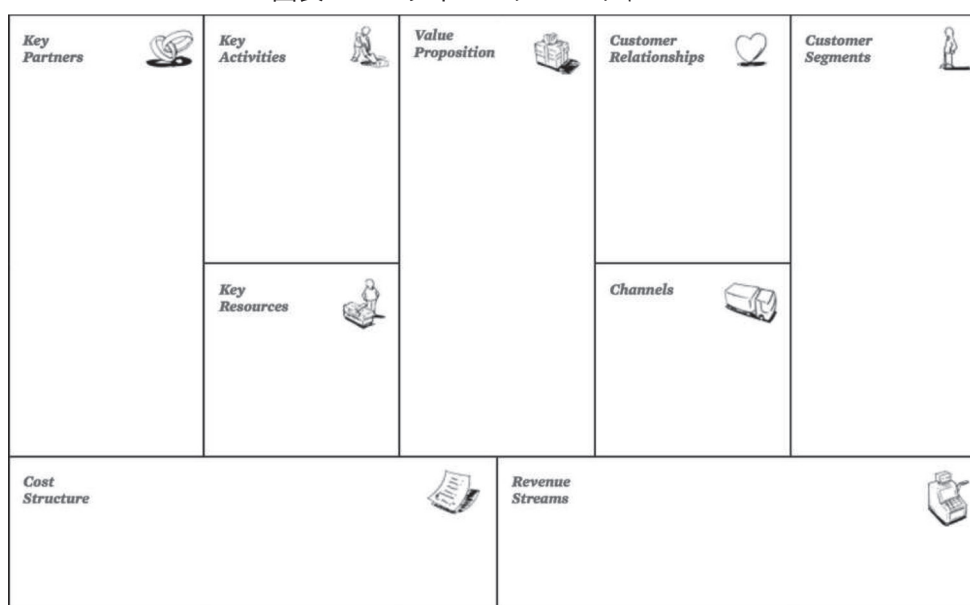 Key
Partners
Key
Activities
Value
Proposition
Customer
Relationships
Customer
Segments
Key
Resources
Channels
Cost
Structure
Revenue
Streams